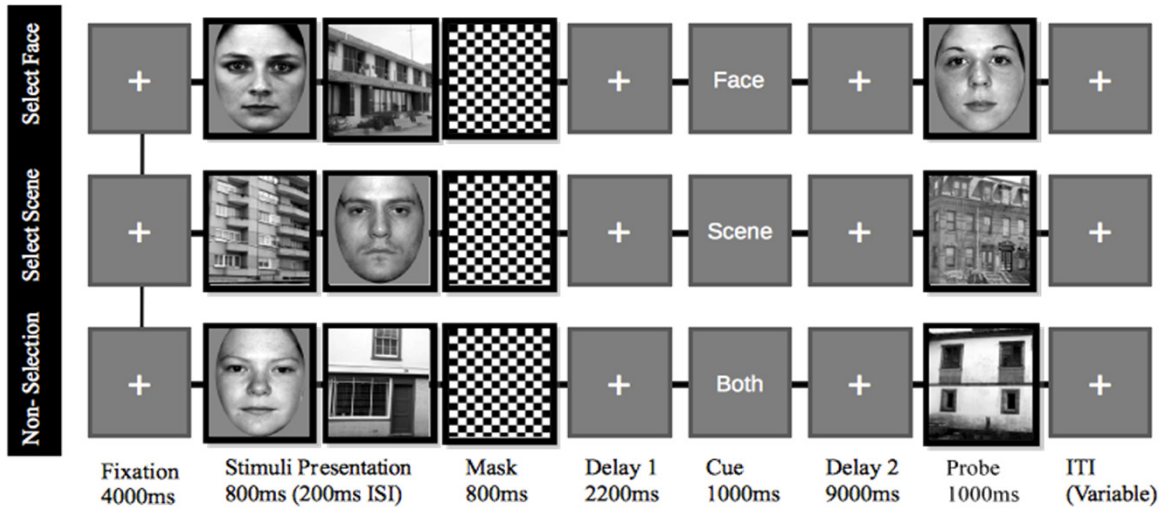 Select Face
Face
Select Scene
Scene
Non- Selection
Both
Fixation
4000ms
Stimuli Presentation
800ms (200ms ISI)
Mask
800ms
Delay 1
2200ms
Cue
1000ms
Delay 2
9000ms
Probe
1000ms
ITI
(Variable)